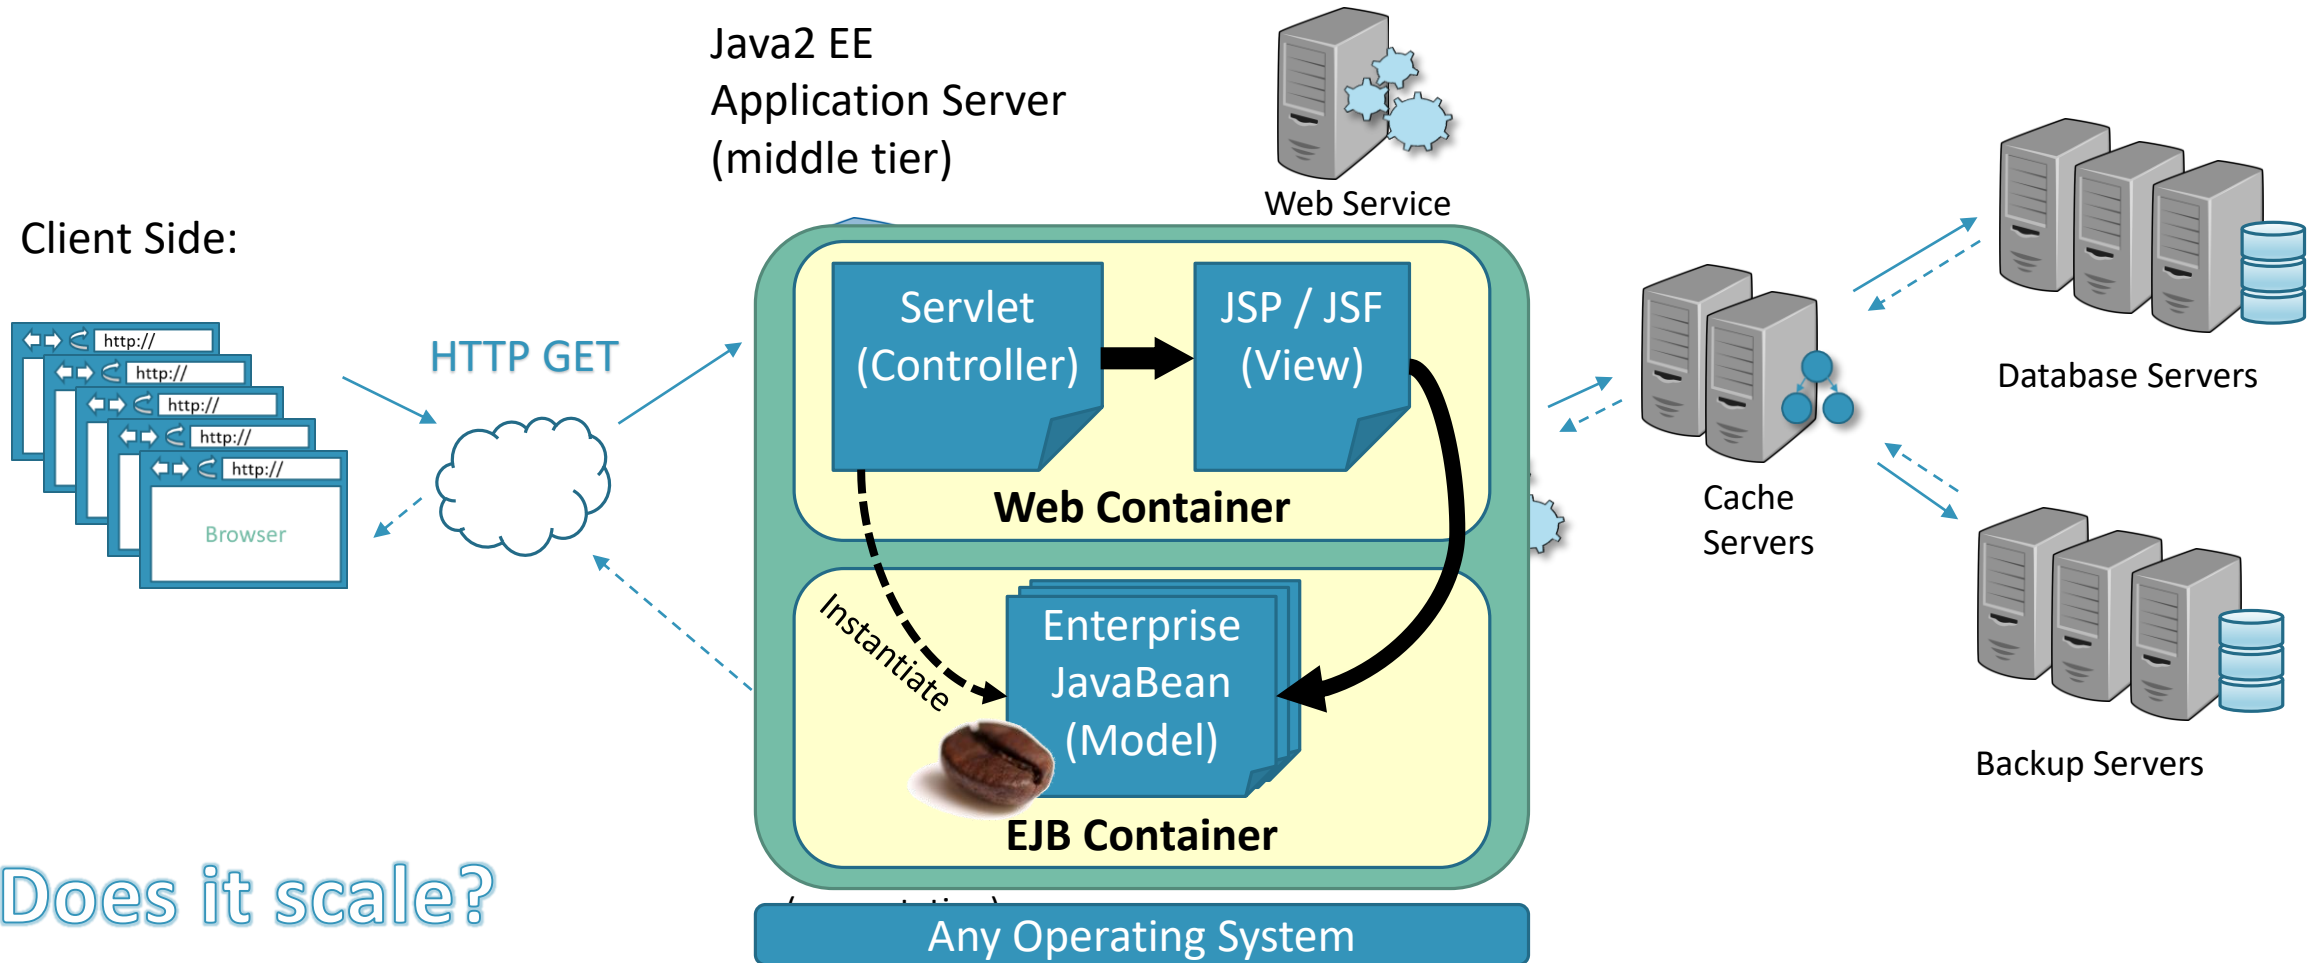 Java2 EE
Application Server
(middle tier)
Web Service
Client Side:
http://
http://
http://
http://
http://
Browser
HTTP GET
Servlet
(Controller)
JSP / JSF
(View)
Web Container
Instantiate
Enterprise
JavaBean
(Model)
EJB Container
Any Operating System
Cache
Servers
Database Servers
Backup Servers
Does it scale?